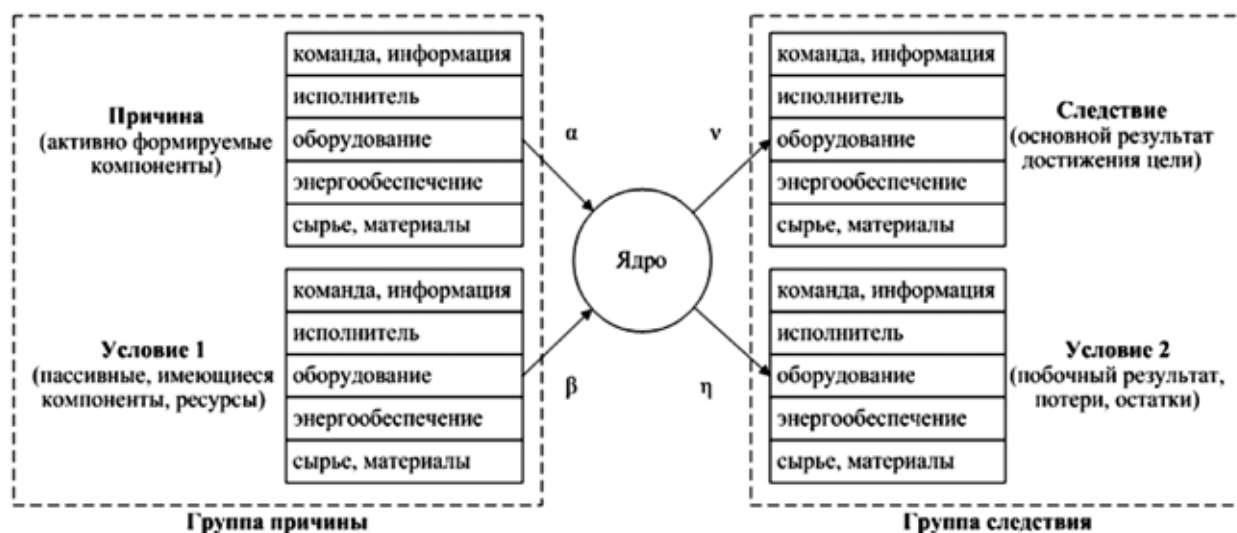 Причина
(активно формируемые
компоненты)
команда, информация
исполнитель
оборудование
энергообеспечение
сырье, материалы
Условие 1
(пассивные, имеющиеся
компоненты, ресурсы)
команда, информация
исполнитель
оборудование
энергообеспечение
сырье, материалы
Группа причины
α
β
Ядро
ν
η
команда, информация
исполнитель
оборудование
энергообеспечение
сырье, материалы
Следствие
(основной результат
достижения цели)
команда, информация
исполнитель
оборудование
энергообеспечение
сырье, материалы
Условие 2
(побочный результат,
потери, остатки)
Группа следствия